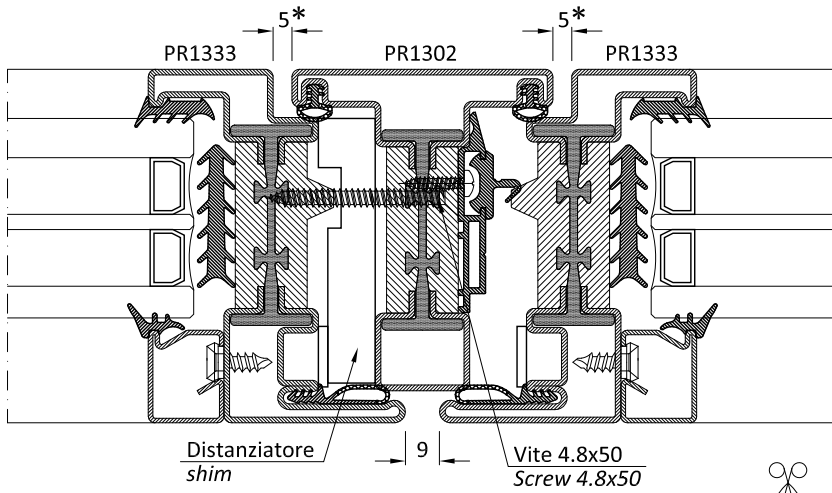 5* 5*
PR1333 PR1302 PR1333
Distanziatore
shim
9
Vite 4.8x50
Screw 4.8x50